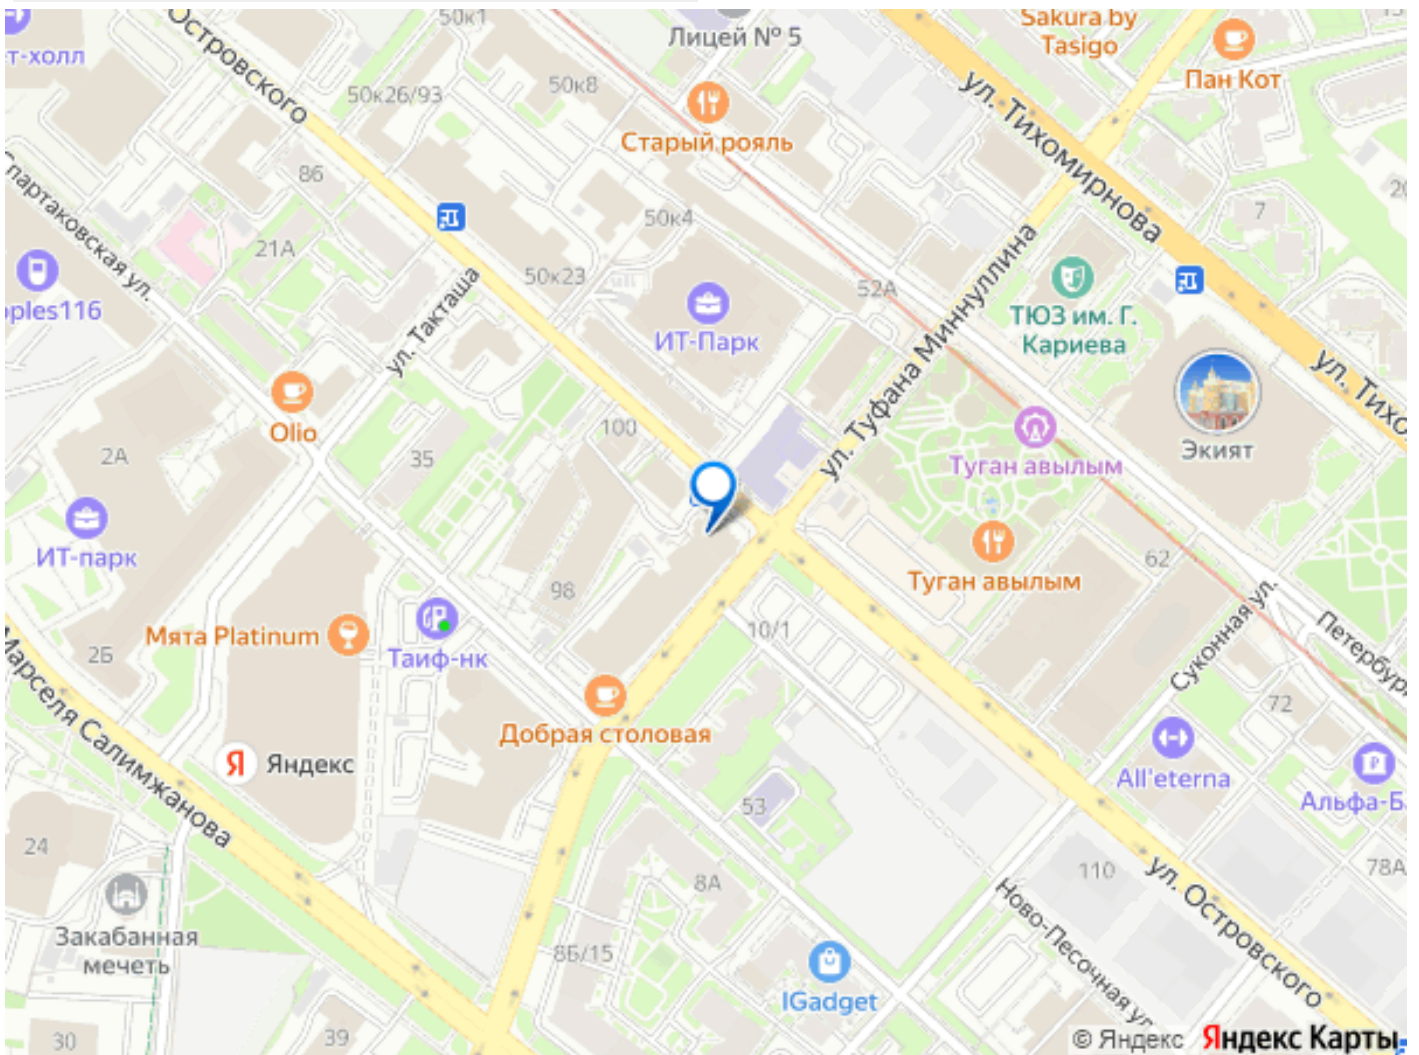 50к1
Sakura by
Tasigo
Лицей № 5
т-холл
Островского
Пан Кот
50к8
50к26/93
ул. Тихомирнова
Старый рояль
86
Спартаковская ул.
7
50к4
21А
50к23
ул. Такташа
52А
ples116
ИТ-Парк
ТЮЗ им. Г.
Кариева
ул. Туфана Миннуллина
Экият
Olio
100
2А
35
Туган авылым
ИТ-парк
Туган авылым
62
98
10/1
Мята Platinum
Таиф-нк
2Б
Суконная ул.
72
Добрая столовая
Яндекс
Марселя Салимжанова
All'eterna
Альфа-Б
53
24
8А
110
78А
ул. Островского
Ново-Песочная ул.
Закабанная
мечеть
8Б/15
IGadget
30
39
© Яндекс Яндекс Карты